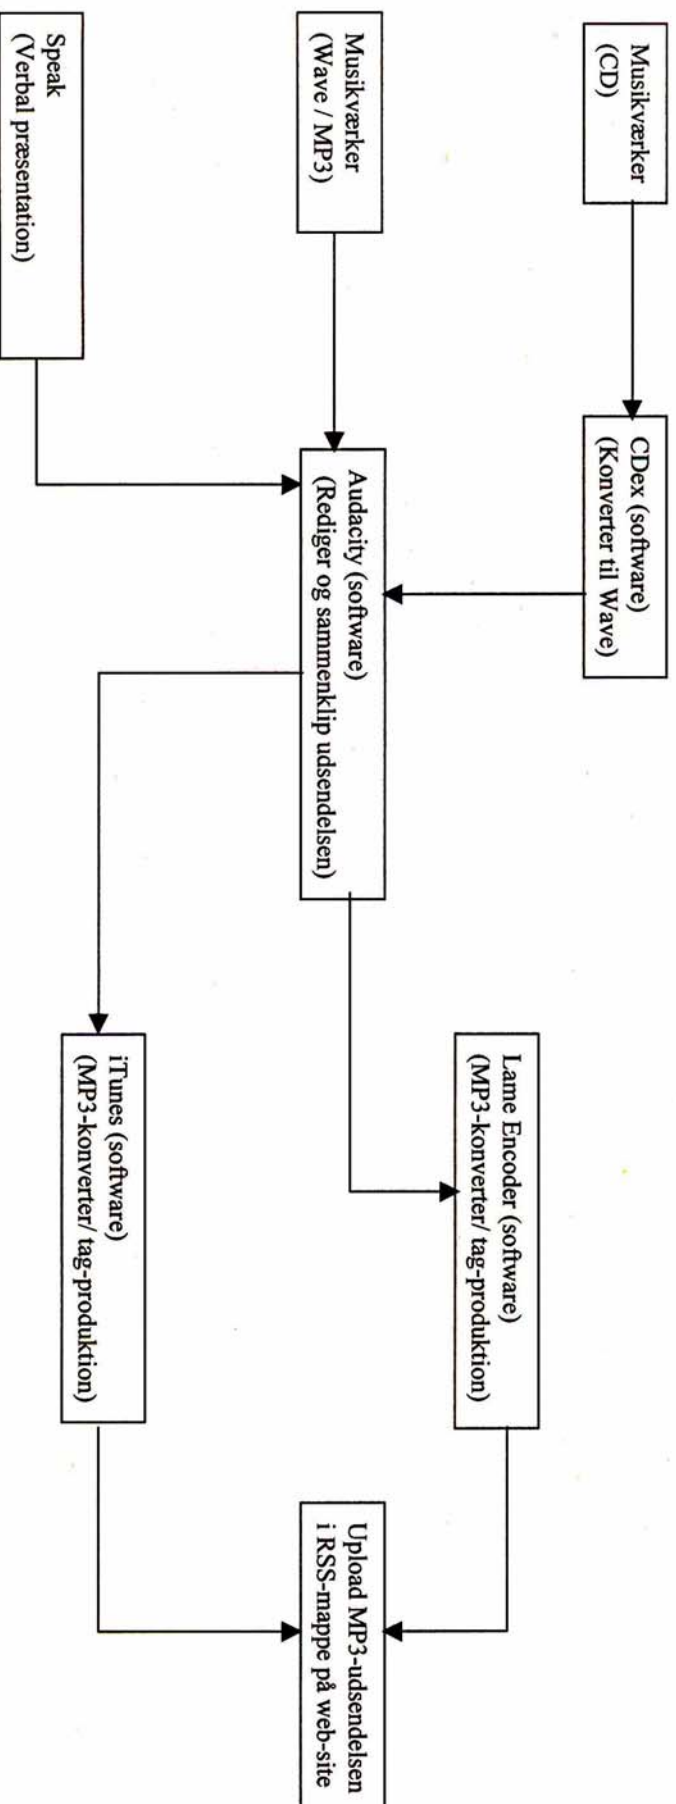 Musikværker
(CD)
CDex (software)
(Konverter til Wave)
Musikværker
(Wave / MP3)
Audacity (software)
(Rediger og sammenklip udsendelsen)
Lame Encoder (software)
(MP3-konverter/ tag-produktion)
Upload MP3-udsendelsen
i RSS-mappe på web-site
Speak
(Verbal præsentation)
iTunes (software)
(MP3-konverter/ tag-produktion)